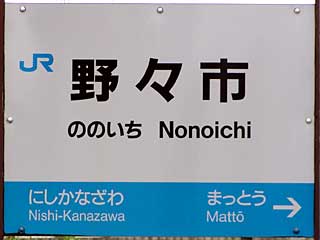 JR
野々市
ののいち Nonoichi
にしかなざわ まっとう
Nishi-Kanazawa Mattō